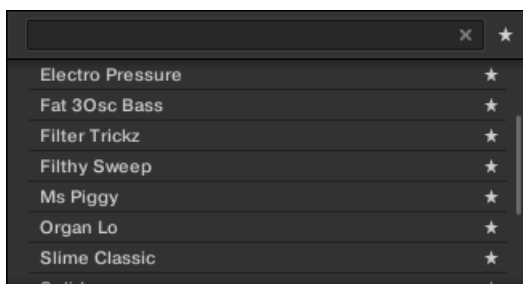 Electro Pressure
Fat 3Osc Bass
Filter Trickz
Filthy Sweep
Ms Piggy
Organ Lo
Slime Classic